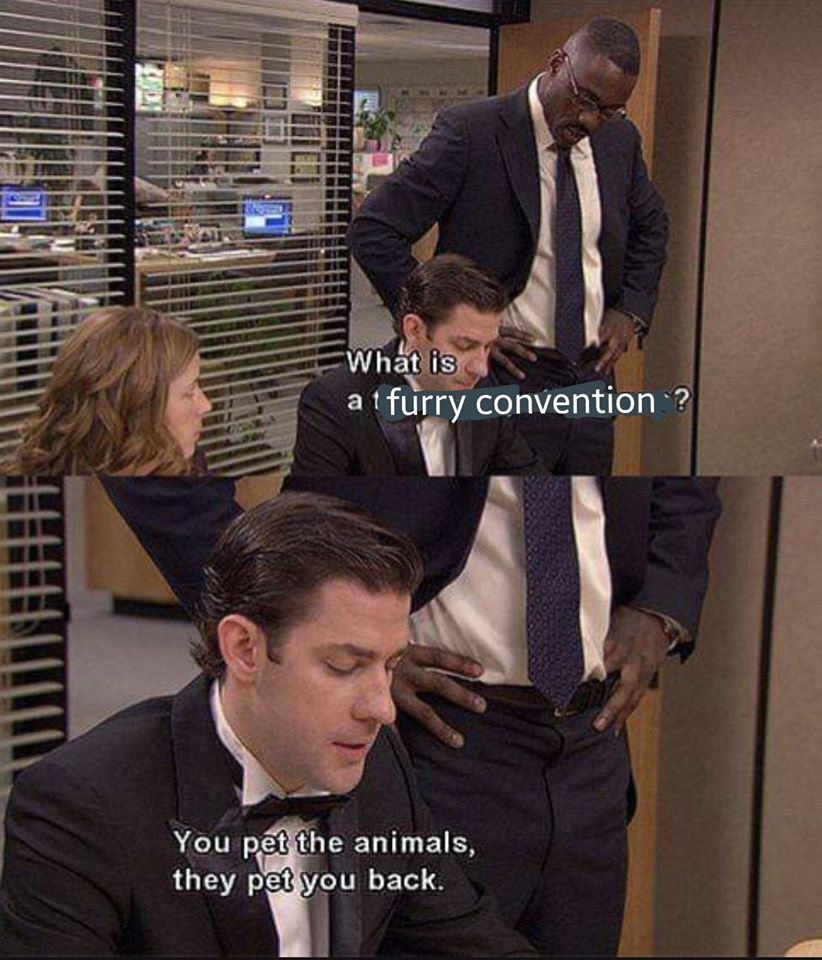 What is
a furry convention ?
You pet the animals,
they pet you back.